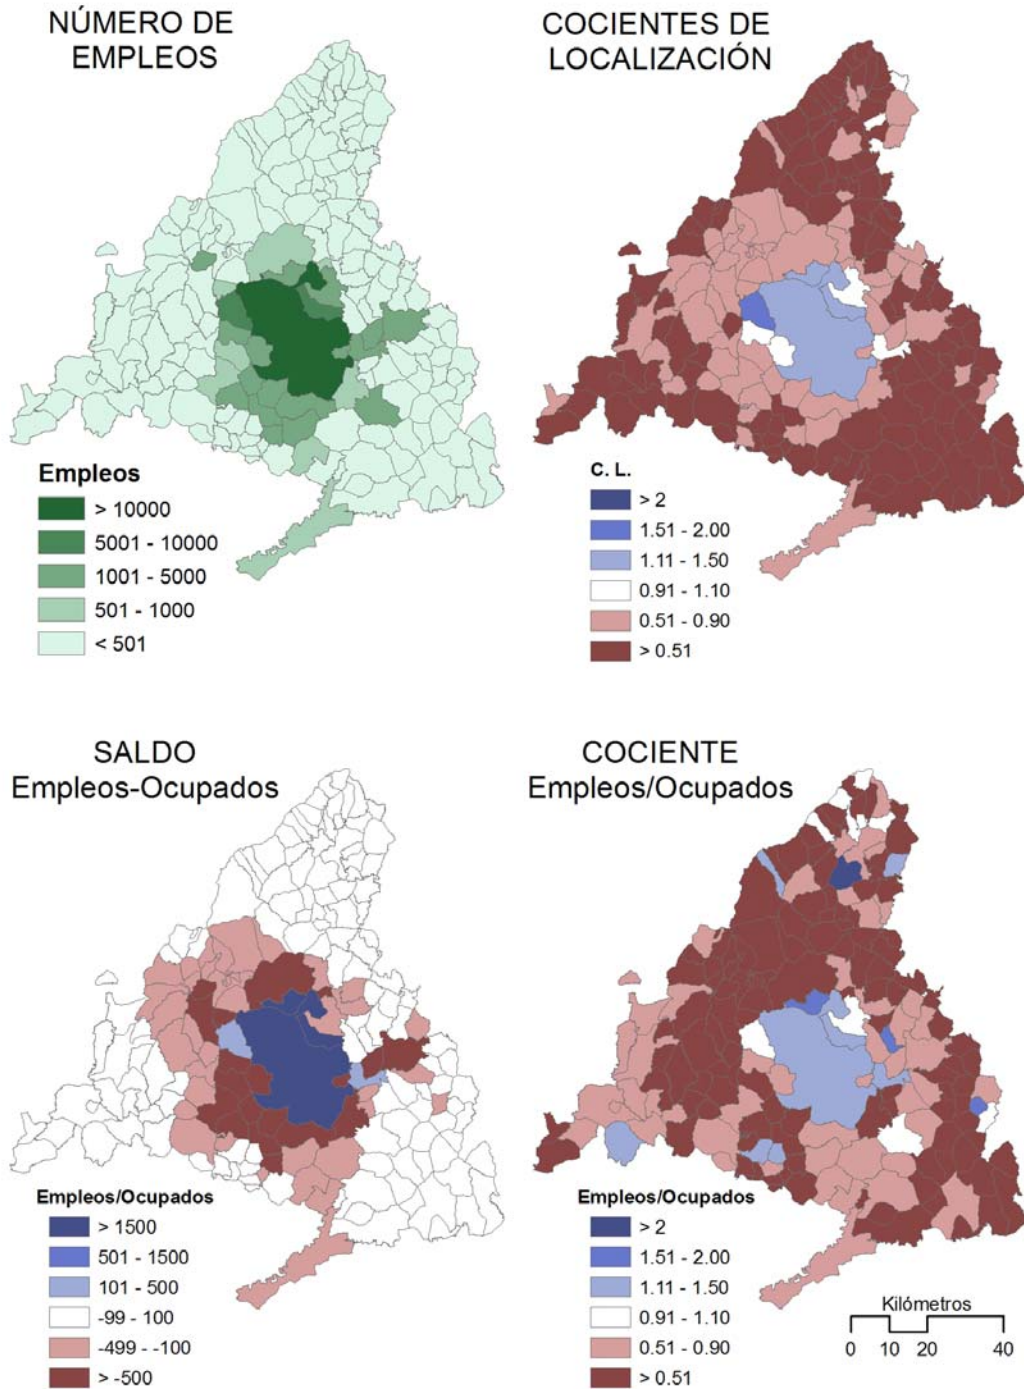 NÚMERO DE
EMPLEOS
Empleos
> 10000
5001 - 10000
1001 - 5000
501 - 1000
< 501
COCIENTES DE
LOCALIZACIÓN
C. L.
> 2
1.51 - 2.00
1.11 - 1.50
0.91 - 1.10
0.51 - 0.90
> 0.51
SALDO
Empleos-Ocupados
Empleos/Ocupados
> 1500
501 - 1500
101 - 500
-99 - 100
-499 - -100
> -500
COCIENTE
Empleos/Ocupados
Empleos/Ocupados
> 2
1.51 - 2.00
1.11 - 1.50
0.91 - 1.10
0.51 - 0.90
> 0.51
Kilómetros
0 10 20 40